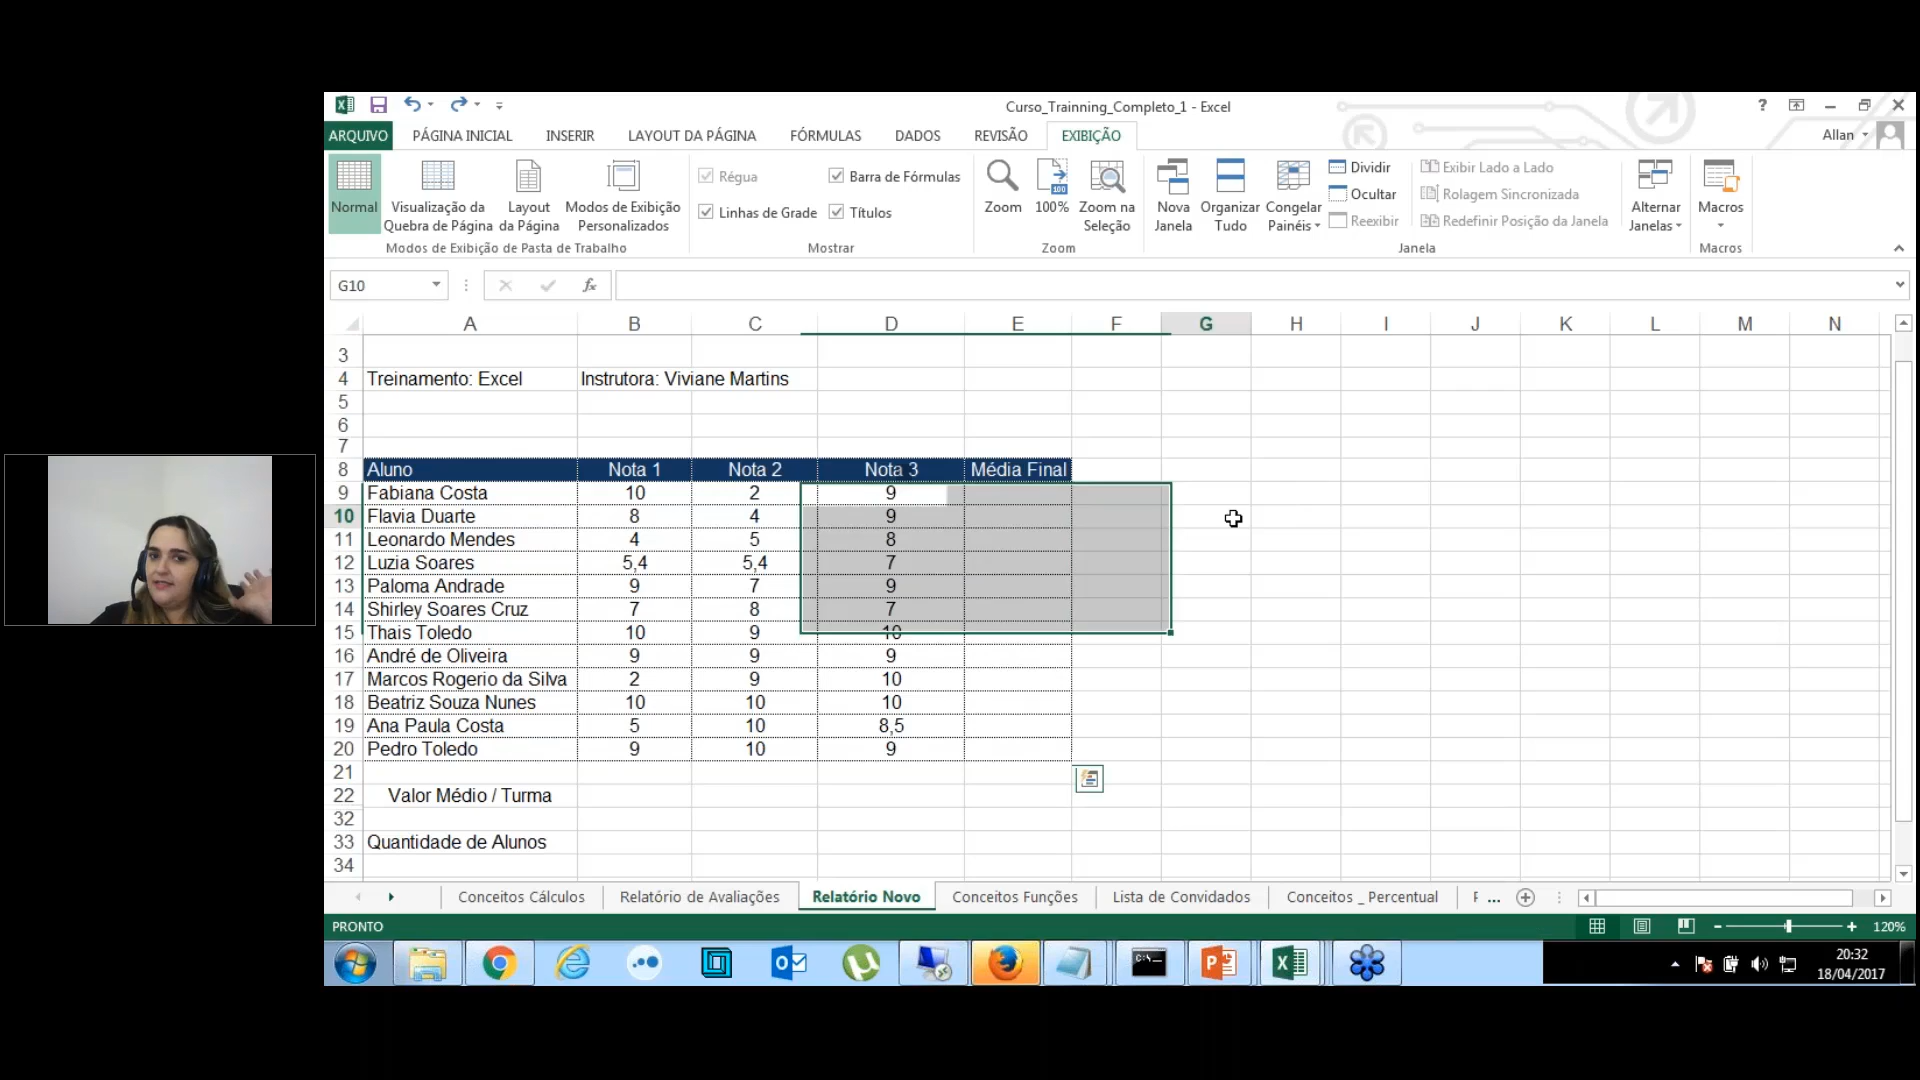 Curso_Trainning_Completo_1 - Excel
?
ARQUIVO PÁGINA INICIAL INSERIR LAYOUT DA PÁGINA FÓRMULAS DADOS REVISÃO EXIBIÇÃO Allan
Normal Visualização da Quebra de Página Layout da Página Modos de Exibição Personalizados
Modos de Exibição de Pasta de Trabalho
Régua Barra de Fórmulas
Linhas de Grade Títulos
Mostrar
Zoom 100% Zoom na Seleção
Zoom
Nova Janela Organizar Tudo Congelar Painéis
Dividir Exibir Lado a Lado
Ocultar Rolagem Sincronizada
Reexibir Redefinir Posição da Janela
Alternar Janelas
Janela
Macros
Macros
G10 fx
A B C D E F G H I J K L M N
3
4 Treinamento: Excel Instrutora: Viviane Martins
5
6
7
8 Aluno Nota 1 Nota 2 Nota 3 Média Final
9 Fabiana Costa 10 2 9
10 Flavia Duarte 8 4 9
11 Leonardo Mendes 4 5 8
12 Luzia Soares 5,4 5,4 7
13 Paloma Andrade 9 7 9
14 Shirley Soares Cruz 7 8 7
15 Thais Toledo 10 9 10
16 André de Oliveira 9 9 9
17 Marcos Rogerio da Silva 2 9 10
18 Beatriz Souza Nunes 10 10 10
19 Ana Paula Costa 5 10 8,5
20 Pedro Toledo 9 10 9
21
22 Valor Médio / Turma
32
33 Quantidade de Alunos
34
Conceitos Cálculos Relatório de Avaliações Relatório Novo Conceitos Funções Lista de Convidados Conceitos _ Percentual ...
PRONTO 120%
20:32
18/04/2017